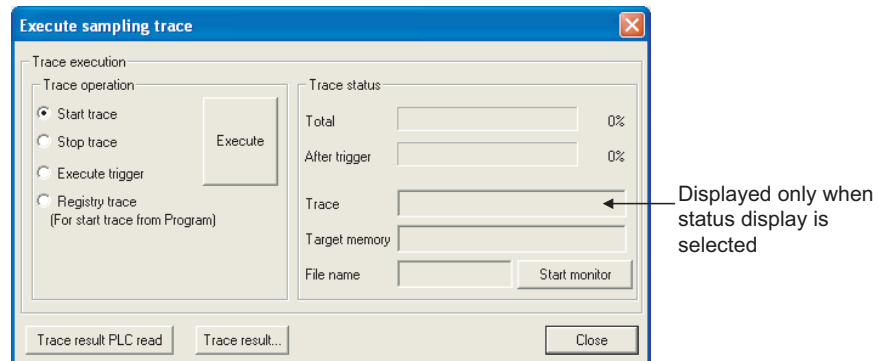 Execute sampling trace
Trace execution
Trace operation
Start trace
Stop trace
Execute trigger
Registry trace
(For start trace from Program)
Execute
Trace status
Total
0%
After trigger
0%
Trace
Target memory
File name
Start monitor
Displayed only when
status display is
selected
Trace result PLC read
Trace result...
Close